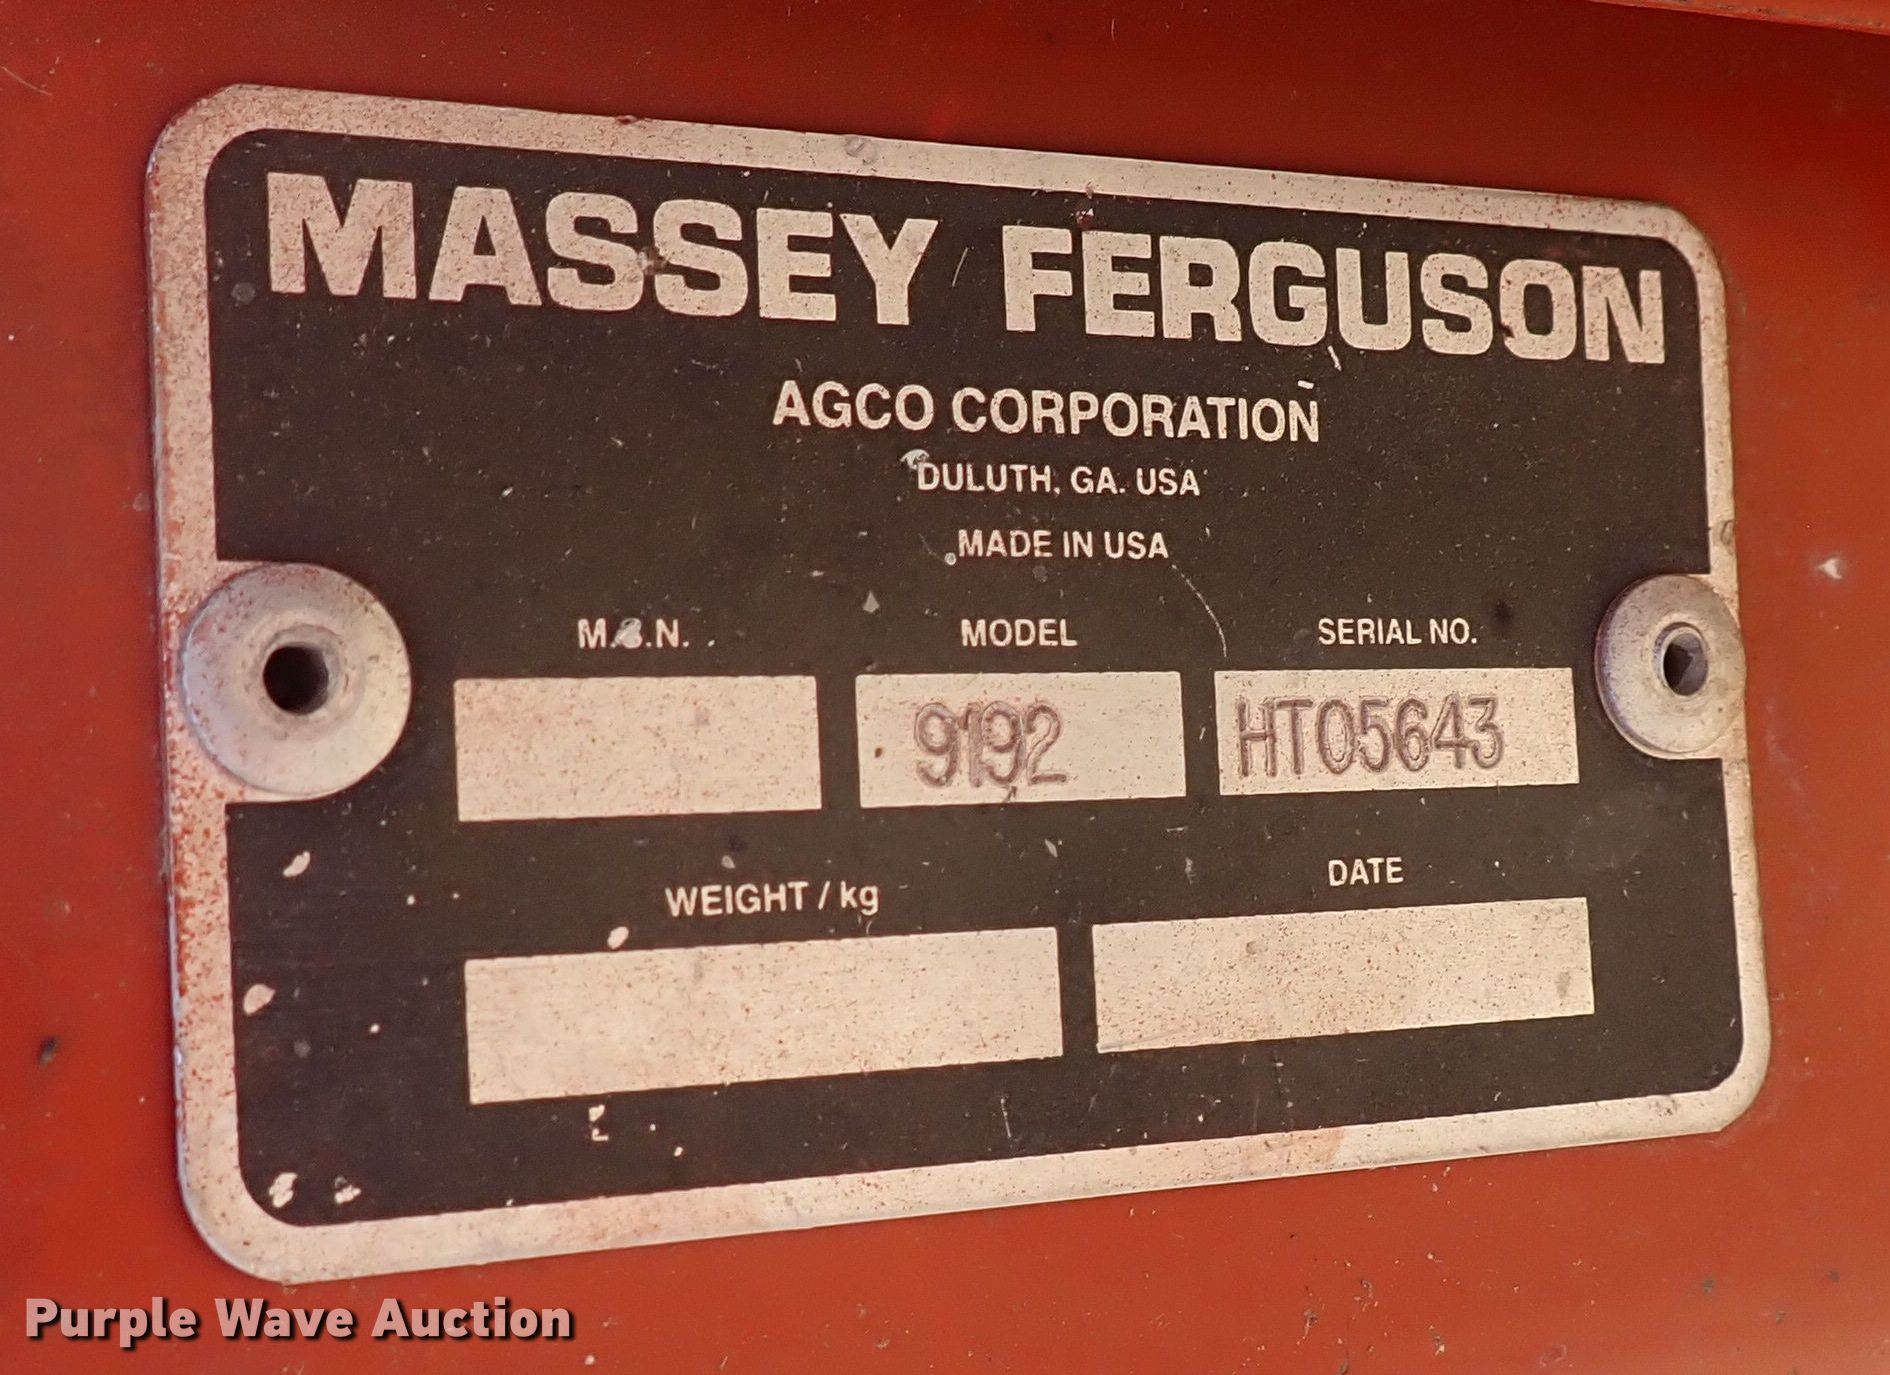 MASSEY FERGUSON
AGCO CORPORATION
DULUTH, GA. USA
MADE IN USA
M.S.N. MODEL SERIAL NO.
9192 HT05643
WEIGHT / kg DATE
Purple Wave Auction